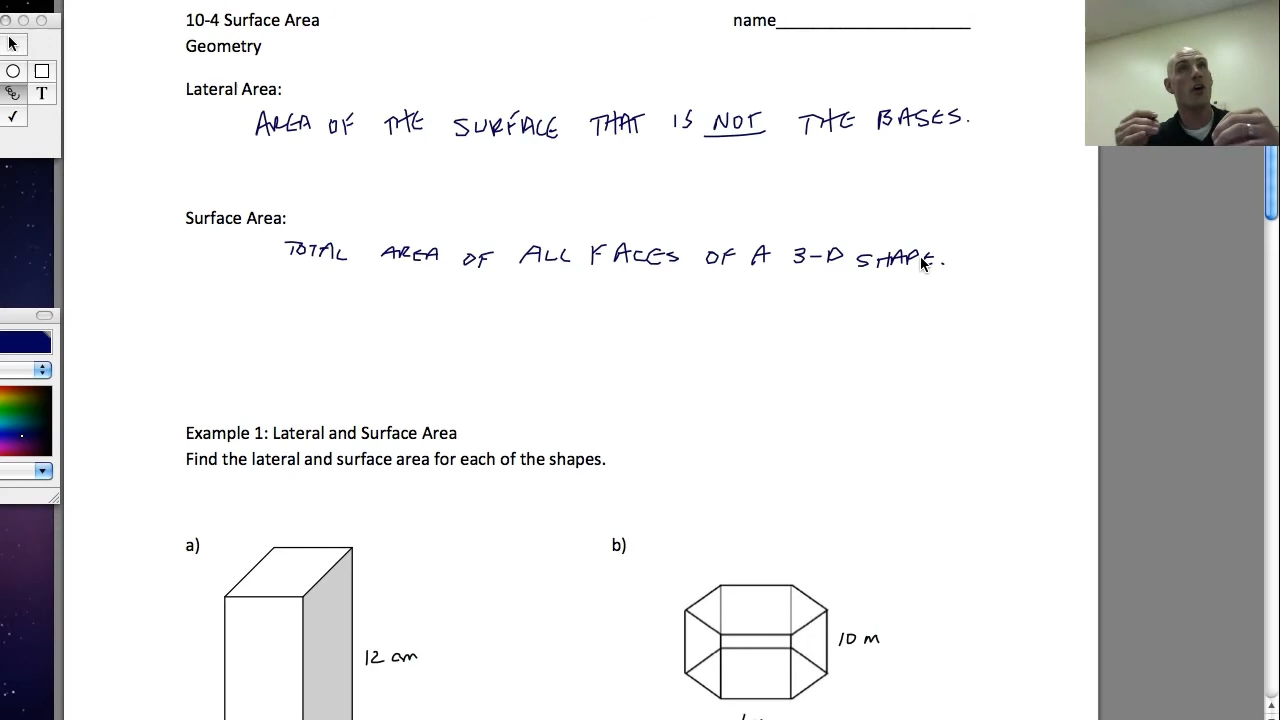 10-4 Surface Area name____________________
Geometry
Lateral Area:
AREA OF THE SURFACE THAT IS NOT THE BASES.
Surface Area:
TOTAL AREA OF ALL FACES OF A 3-D SHAPE.
Example 1: Lateral and Surface Area
Find the lateral and surface area for each of the shapes.
a) b)
12 cm
10 m
T